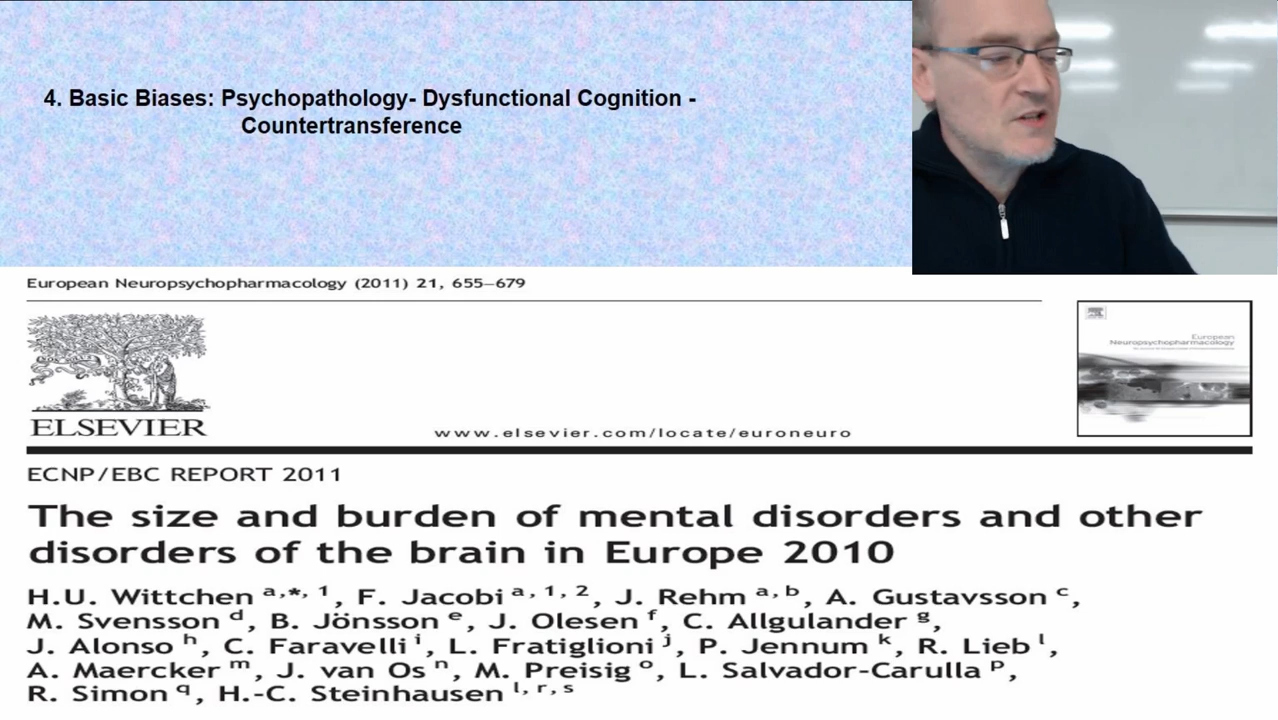 4. Basic Biases: Psychopathology- Dysfunctional Cognition -
Countertransference
European Neuropsychopharmacology (2011) 21, 655–679
ELSEVIER
www.elsevier.com/locate/euroneuro
European
Neuropsychopharmacology
ECNP/EBC REPORT 2011
The size and burden of mental disorders and other
disorders of the brain in Europe 2010
H.U. Wittchen a,*, 1, F. Jacobi a, 1, 2, J. Rehm a, b, A. Gustavsson c,
M. Svensson d, B. Jönsson e, J. Olesen f, C. Allgulander g,
J. Alonso h, C. Faravelli i, L. Fratiglioni j, P. Jennum k, R. Lieb l,
A. Maercker m, J. van Os n, M. Preisig o, L. Salvador-Carulla p,
R. Simon q, H.-C. Steinhausen l, r, s